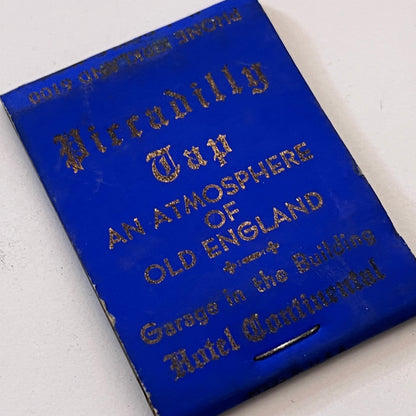 Piccadilly
Tap
AN ATMOSPHERE
OF
OLD ENGLAND
Garage in the Building
Hotel Continental